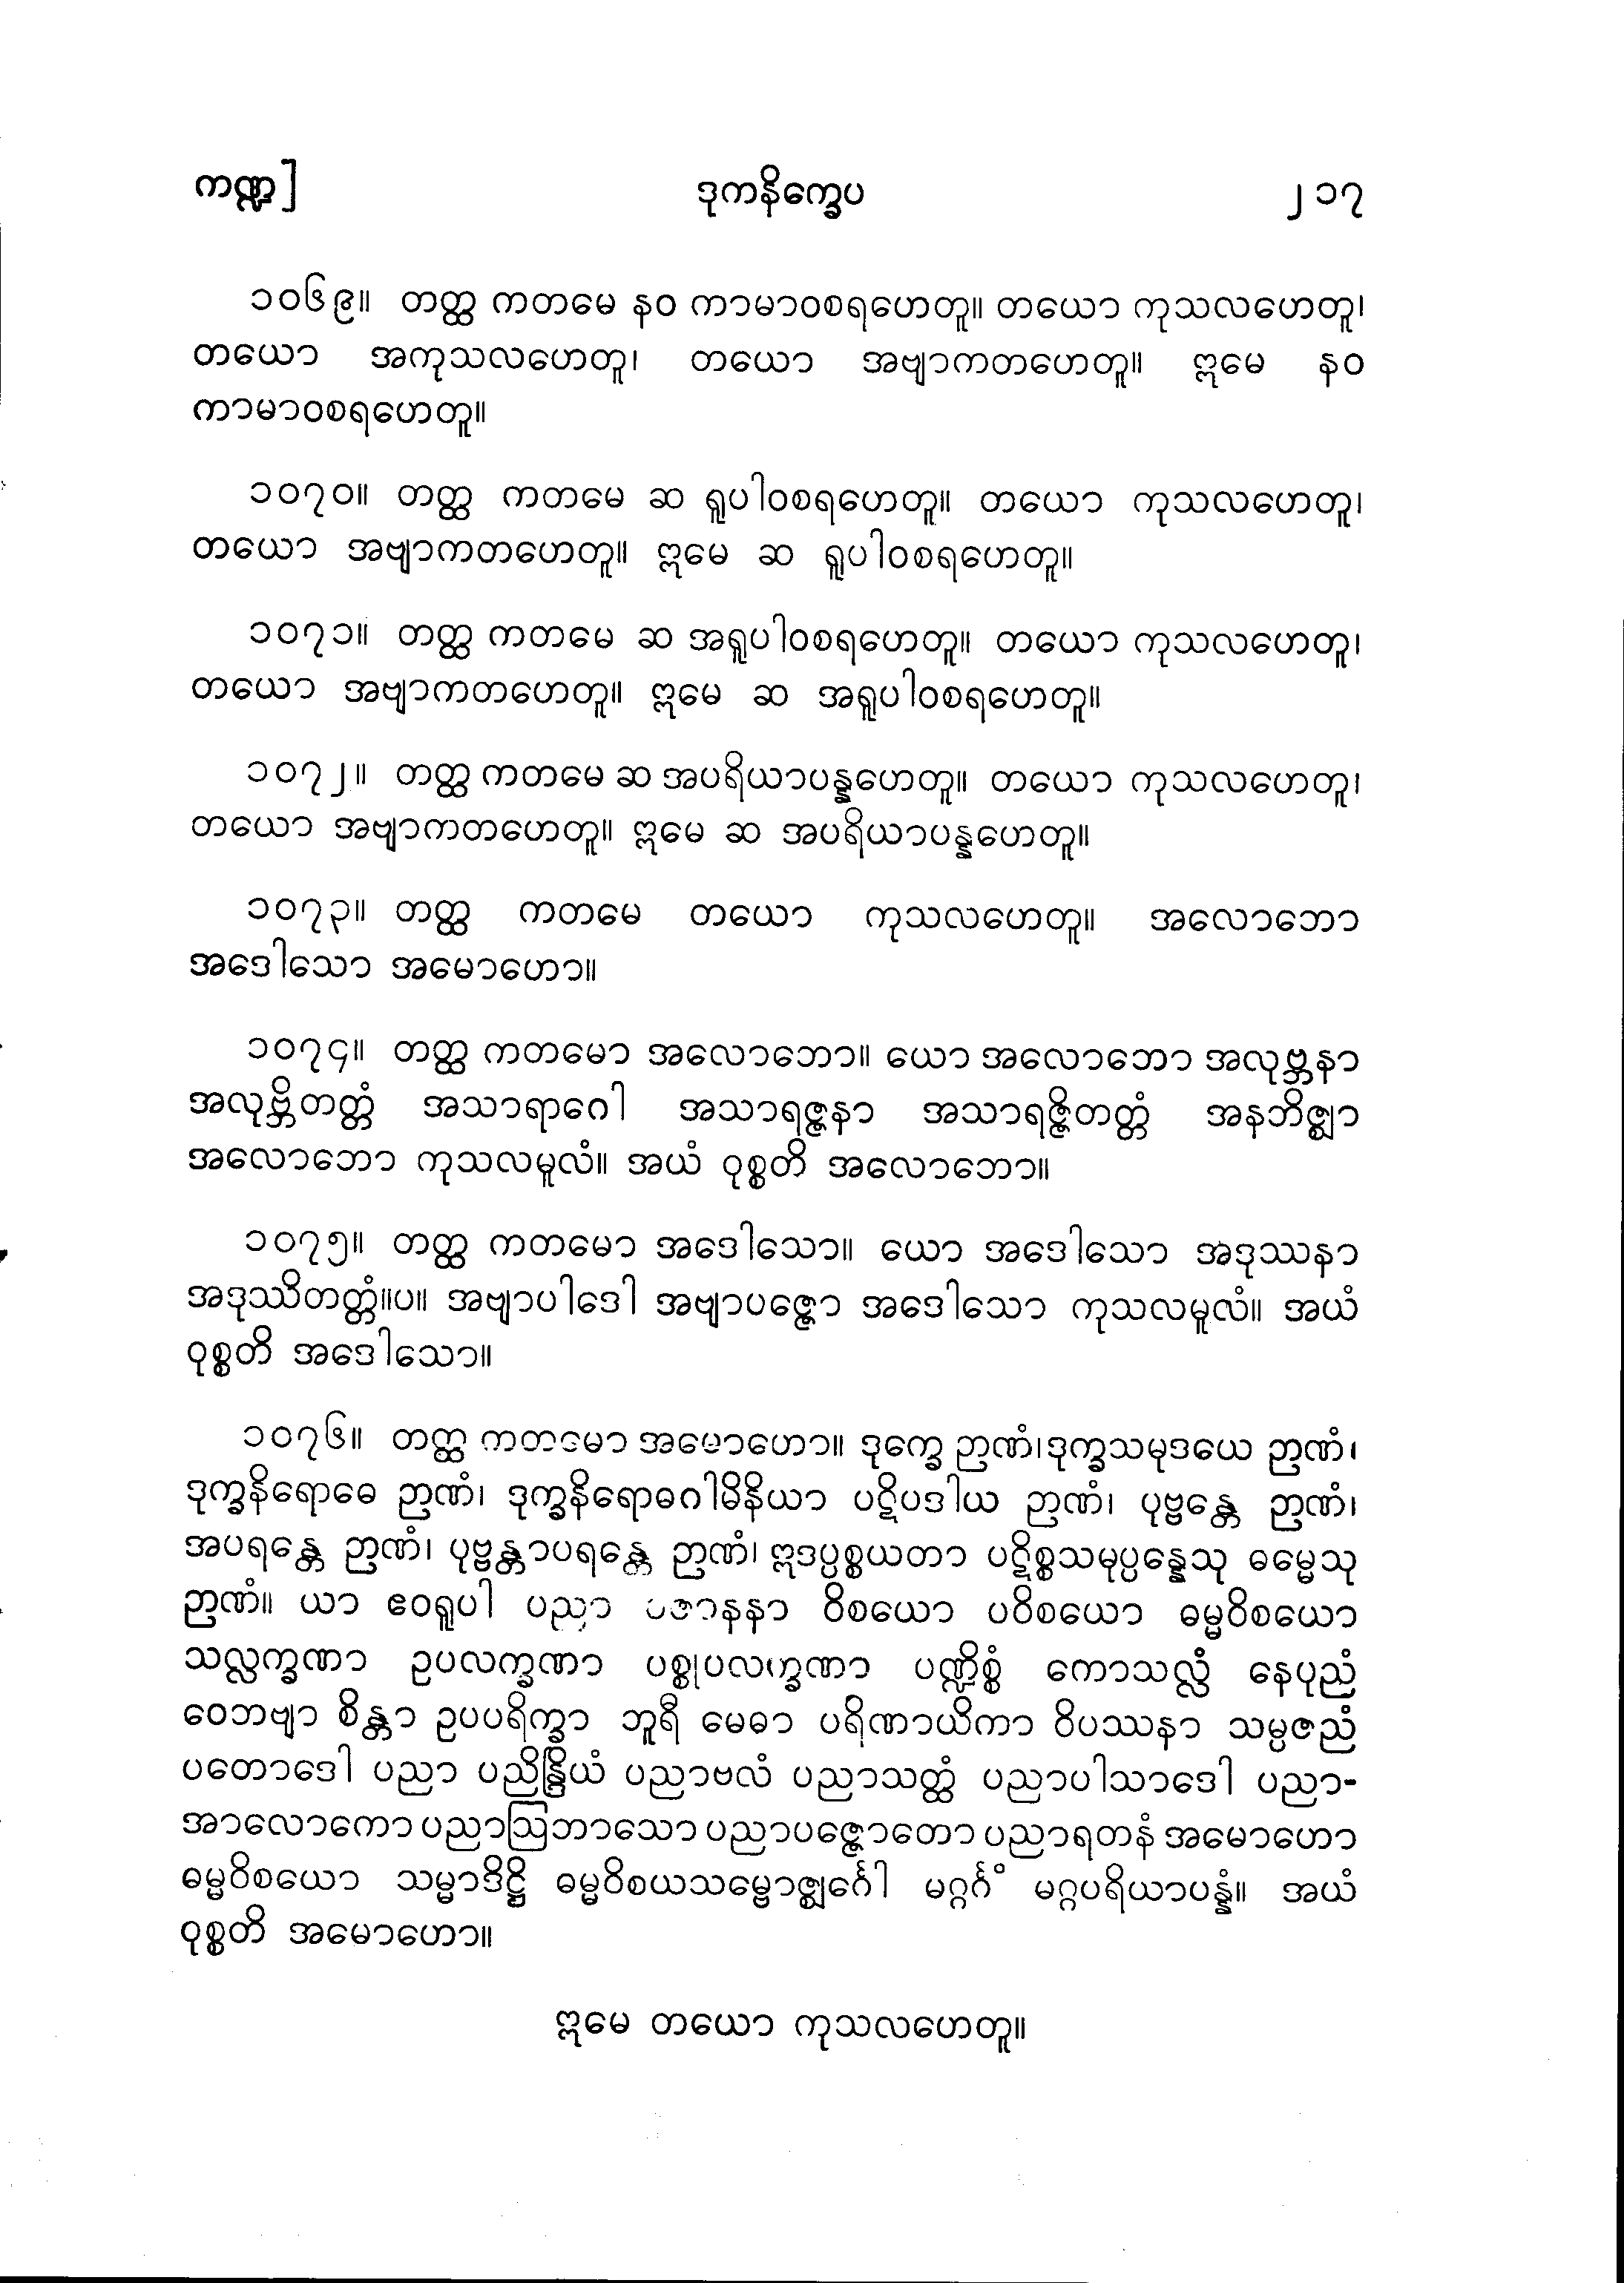 ကဏ္ဍ] ဒုကနိက္ခေပ ၂၁၇
၁၀၆၉။ တတ္ထ ကတမေ နဝ ကာမာဝစရဟေတူ။ တယော ကုသလဟေတူ၊
တယော အကုသလဟေတူ၊ တယော အဗျာကတဟေတူ။ ဣမေ နဝ
ကာမာဝစရဟေတူ။
၁၀၇၀။ တတ္ထ ကတမေ ဆ ရူပါဝစရဟေတူ။ တယော ကုသလဟေတူ၊
တယော အဗျာကတဟေတူ။ ဣမေ ဆ ရူပါဝစရဟေတူ။
၁၀၇၁။ တတ္ထ ကတမေ ဆ အရူပါဝစရဟေတူ။ တယော ကုသလဟေတူ၊
တယော အဗျာကတဟေတူ။ ဣမေ ဆ အရူပါဝစရဟေတူ။
၁၀၇၂။ တတ္ထ ကတမေ ဆ အပရိယာပန္နဟေတူ။ တယော ကုသလဟေတူ၊
တယော အဗျာကတဟေတူ။ ဣမေ ဆ အပရိယာပန္နဟေတူ။
၁၀၇၃။ တတ္ထ ကတမေ တယော ကုသလဟေတူ။ အလောဘော
အဒေါသော အမောဟော။
၁၀၇၄။ တတ္ထ ကတမော အလောဘော။ ယော အလောဘော အလုဗ္ဘနာ
အလုဗ္ဘိတတ္တံ အသာရာဂေါ အသာရဇ္ဇနာ အသာရဇ္ဇိတတ္တံ အနဘိဇ္ဈာ
အလောဘော ကုသလမူလံ။ အယံ ဝုစ္စတိ အလောဘော။
၁၀၇၅။ တတ္ထ ကတမော အဒေါသော။ ယော အဒေါသော အဒုဿနာ
အဒုဿိတတ္တံ။ပ။ အဗျာပါဒေါ အဗျာပဇ္ဇော အဒေါသော ကုသလမူလံ။ အယံ
ဝုစ္စတိ အဒေါသော။
၁၀၇၆။ တတ္ထ ကတမော အမောဟော။ ဒုက္ခေ ဉာဏံ၊ဒုက္ခသမုဒယေ ဉာဏံ၊
ဒုက္ခနိရောဓေ ဉာဏံ၊ ဒုက္ခနိရောဓဂါမိနိယာ ပဋိပဒါယ ဉာဏံ၊ ပုဗ္ဗန္တေ ဉာဏံ၊
အပရန္တေ ဉာဏံ၊ ပုဗ္ဗန္တာပရန္တေ ဉာဏံ၊ ဣဒပ္ပစ္စယတာ ပဋိစ္စသမုပ္ပန္နေသု ဓမ္မေသု
ဉာဏံ။ ယာ ဧဝရူပါ ပညာ ပဇာနနာ ဝိစယော ပဝိစယော ဓမ္မဝိစယော
သလ္လက္ခဏာ ဥပလက္ခဏာ ပစ္စုပလက္ခဏာ ပဏ္ဍိစ္စံ ကောသလ္လံ နေပုညံ
ဝေဘဗျာ စိန္တာ ဥပပရိက္ခာ ဘူရီ မေဓာ ပရိဏာယိကာ ဝိပဿနာ သမ္ပဇညံ
ပတောဒေါ ပညာ ပညိန္ဒြိယံ ပညာဗလံ ပညာသတ္ထံ ပညာပါသာဒေါ ပညာ-
အာလောကော ပညာဩဘာသော ပညာပဇ္ဇောတော ပညာရတနံ အမောဟော
ဓမ္မဝိစယော သမ္မာဒိဋ္ဌိ ဓမ္မဝိစယသမ္ဗောဇ္ဈင်္ဂေါ မဂ္ဂင်္ဂံ မဂ္ဂပရိယာပန္နံ။ အယံ
ဝုစ္စတိ အမောဟော။
ဣမေ တယော ကုသလဟေတူ။